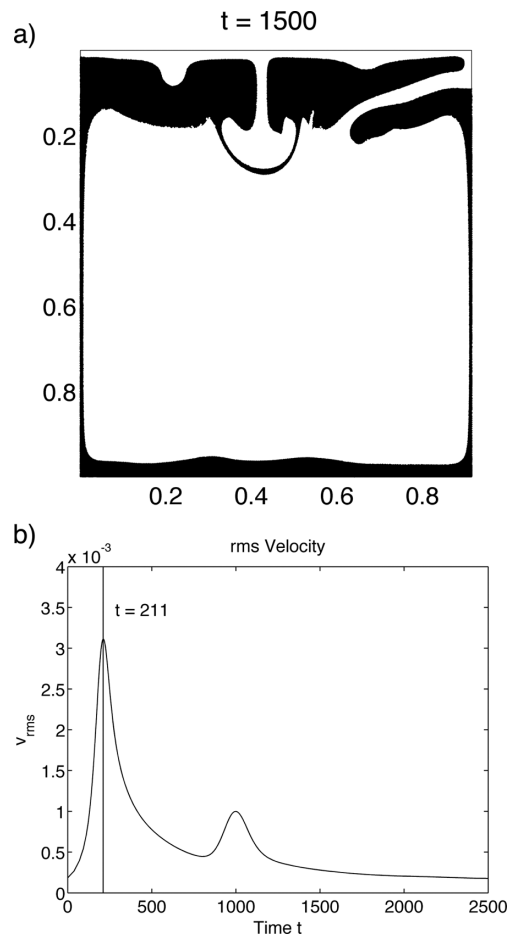 t = 1500
a)
0.2
0.4
0.6
0.8
0.2 0.4 0.6 0.8
b)
rms Velocity
4 x 10^-3
3.5
t = 211
3
2.5
2
1.5
1
0.5
0
v_rms
0 500 1000 1500 2000 2500
Time t